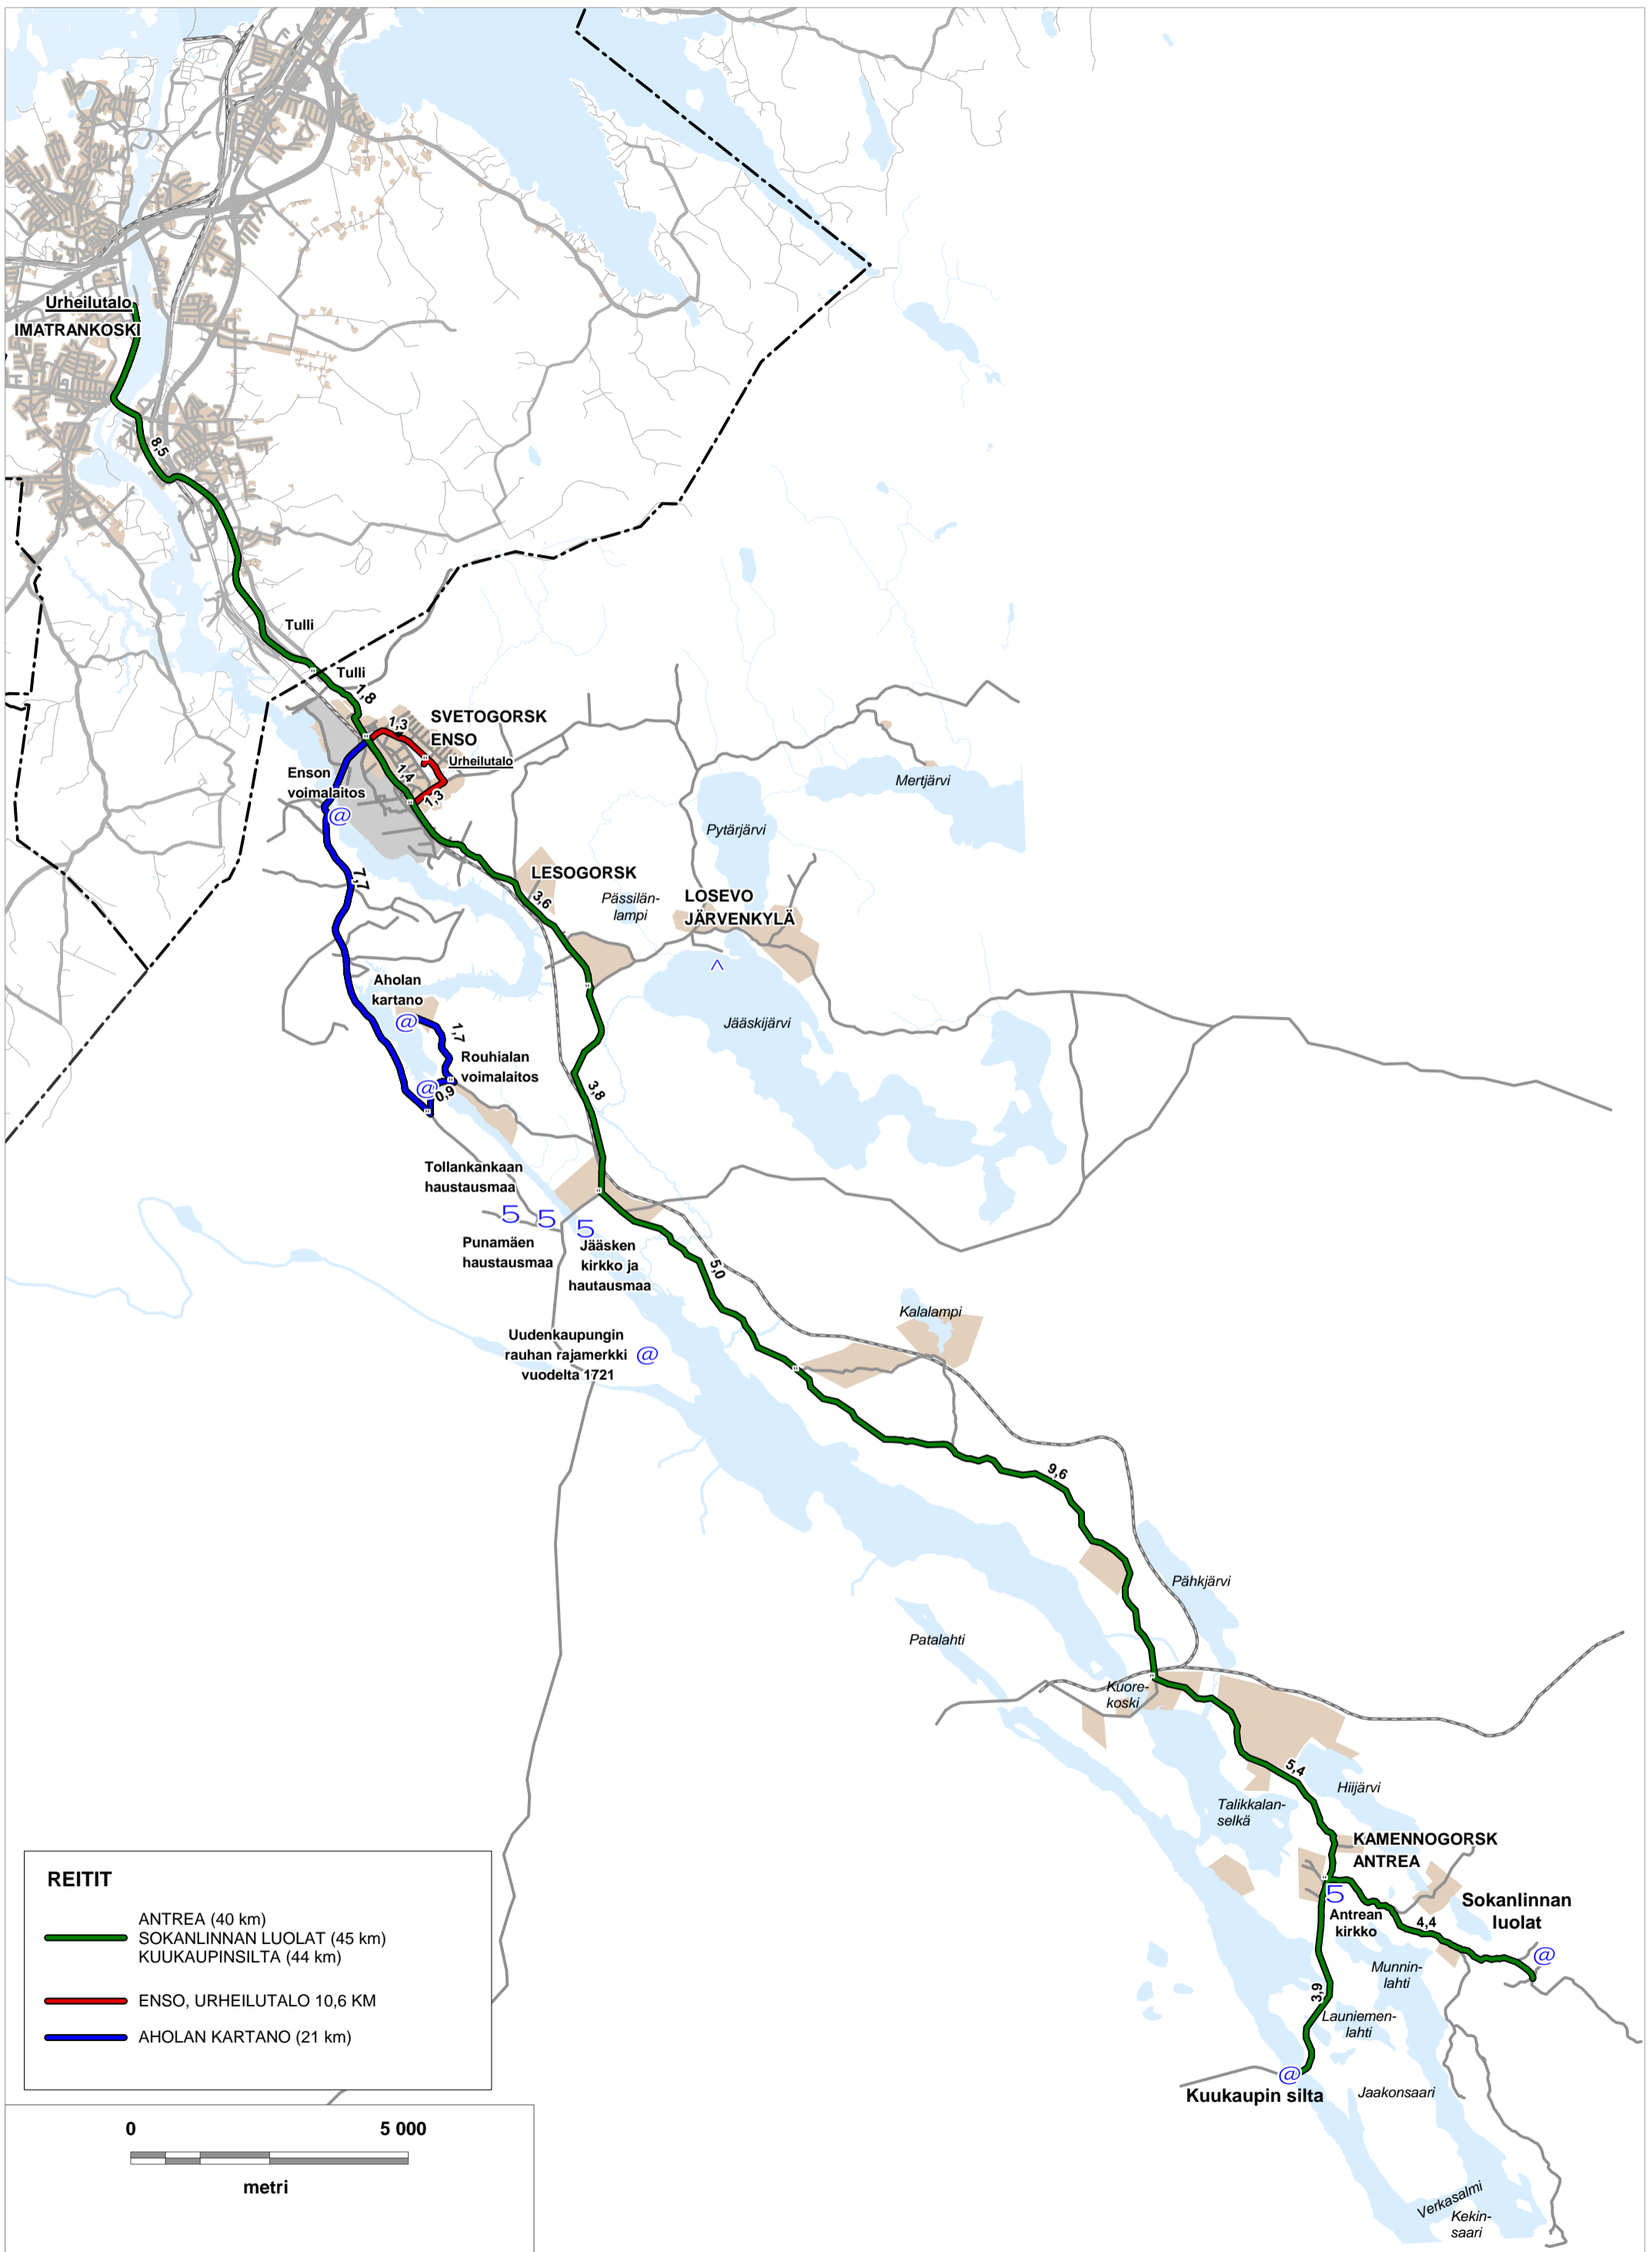 Urheilutalo
IMATRANKOSKI
8,5
Tulli
Tulli
1,8
1,3
SVETOGORSK
ENSO
Urheilutalo
Enson
voimalaitos
@
1,4
1,3
Mertjärvi
Pytärjärvi
7,7
LESOGORSK
3,6
Pässilän-
lampi
LOSEVO
JÄRVENKYLÄ
^
Aholan
kartano
@
1,7
Jääskijärvi
Rouhialan
voimalaitos
@
0,9
3,8
Tollankankaan
haustausmaa
5
5
5
Punamäen
haustausmaa
Jääsken
kirkko ja
hautausmaa
5,0
Kalalampi
Uudenkaupungin
rauhan rajamerkki
vuodelta 1721
@
9,6
Pähkjärvi
Patalahti
Kuore-
koski
5,4
Hiijärvi
Talikkalan-
selkä
KAMENNOGORSK
ANTREA
5
Antrean
kirkko
Sokanlinnan
luolat
4,4
@
Munnin-
lahti
3,9
Launiemen-
lahti
@
Kuukaupin silta
Jaakonsaari
Verkasalmi
Kekin-
saari
REITIT
ANTREA (40 km)
SOKANLINNAN LUOLAT (45 km)
KUUKAUPINSILTA (44 km)
ENSO, URHEILUTALO 10,6 KM
AHOLAN KARTANO (21 km)
0
5 000
metri